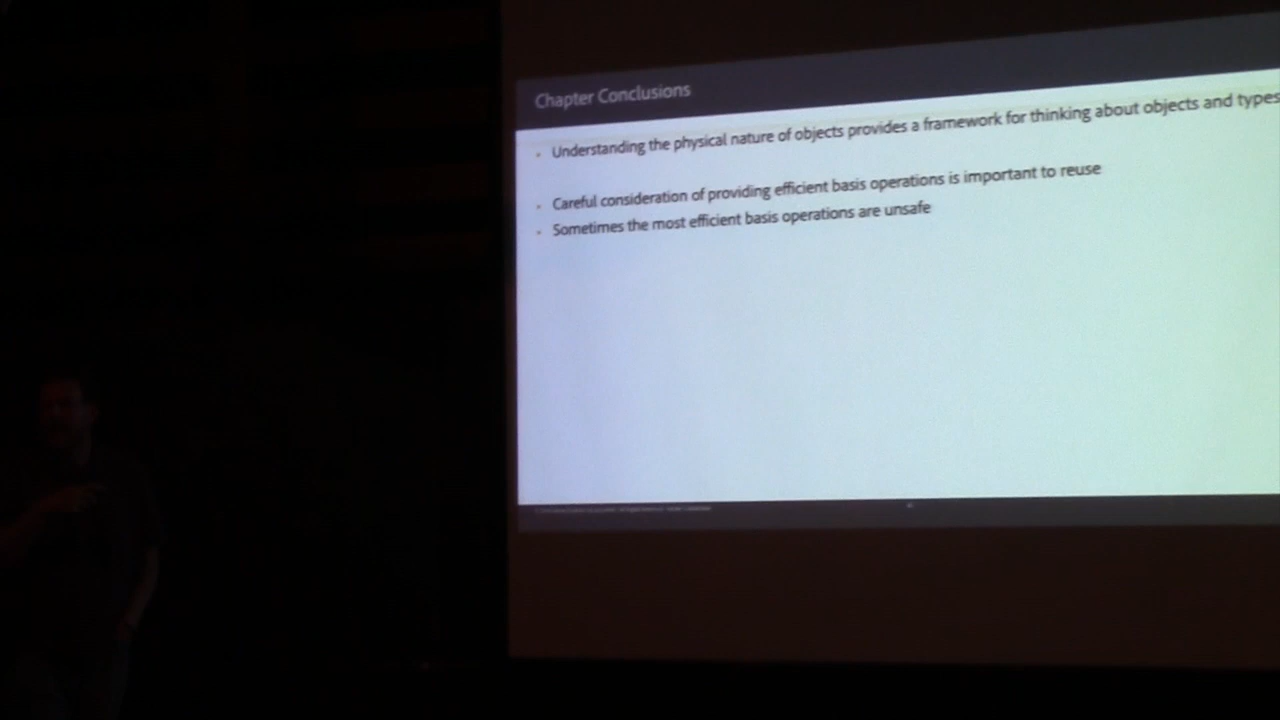 Chapter Conclusions
Understanding the physical nature of objects provides a framework for thinking about objects and types
Careful consideration of providing efficient basis operations is important to reuse
Sometimes the most efficient basis operations are unsafe